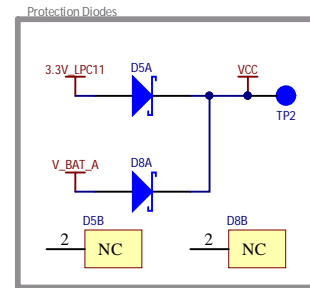 Protection Diodes
3.3V_LPC11
D5A
VCC
TP2
V_BAT_A
D8A
D5B
D8B
2
NC
2
NC